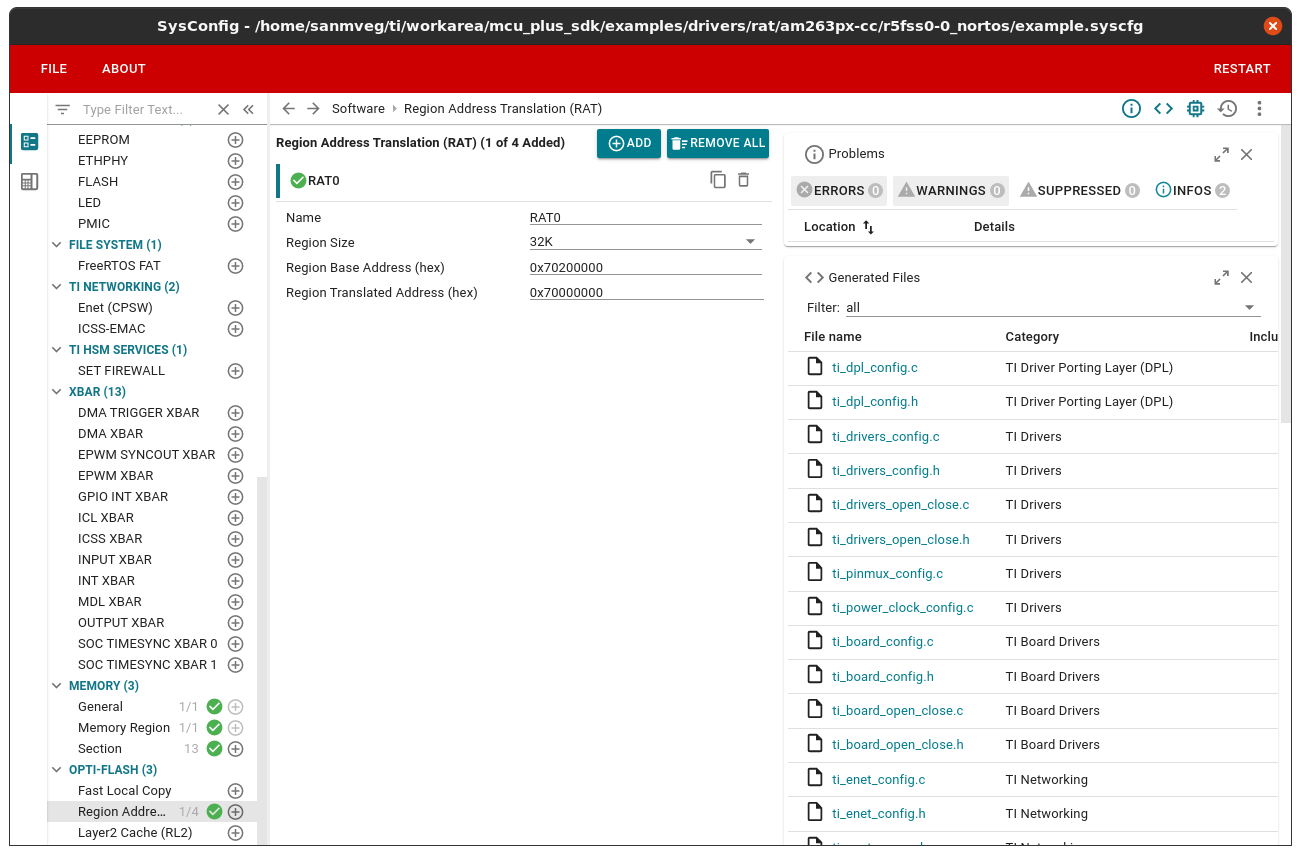 SysConfig - /home/sanmveg/ti/workarea/mcu_plus_sdk/examples/drivers/rat/am263px-cc/r5fss0-0_nortos/example.syscfg
FILE ABOUT RESTART
Type Filter Text...
EEPROM
ETHPHY
FLASH
LED
PMIC
FILE SYSTEM (1)
FreeRTOS FAT
TI NETWORKING (2)
Enet (CPSW)
ICSS-EMAC
TI HSM SERVICES (1)
SET FIREWALL
XBAR (13)
DMA TRIGGER XBAR
DMA XBAR
EPWM SYNCOUT XBAR
EPWM XBAR
GPIO INT XBAR
ICL XBAR
ICSS XBAR
INPUT XBAR
INT XBAR
MDL XBAR
OUTPUT XBAR
SOC TIMESYNC XBAR 0
SOC TIMESYNC XBAR 1
MEMORY (3)
General 1/1
Memory Region 1/1
Section 13
OPTI-FLASH (3)
Fast Local Copy
Region Addre... 1/4
Layer2 Cache (RL2)
Software Region Address Translation (RAT)
Region Address Translation (RAT) (1 of 4 Added) ADD REMOVE ALL
RAT0
Name RAT0
Region Size 32K
Region Base Address (hex) 0x70200000
Region Translated Address (hex) 0x70000000
Problems
ERRORS 0 WARNINGS 0 SUPPRESSED 0 INFOS 2
Location Details
Generated Files
Filter: all
File name Category Inclu
ti_dpl_config.c TI Driver Porting Layer (DPL)
ti_dpl_config.h TI Driver Porting Layer (DPL)
ti_drivers_config.c TI Drivers
ti_drivers_config.h TI Drivers
ti_drivers_open_close.c TI Drivers
ti_drivers_open_close.h TI Drivers
ti_pinmux_config.c TI Drivers
ti_power_clock_config.c TI Drivers
ti_board_config.c TI Board Drivers
ti_board_config.h TI Board Drivers
ti_board_open_close.c TI Board Drivers
ti_board_open_close.h TI Board Drivers
ti_enet_config.c TI Networking
ti_enet_config.h TI Networking